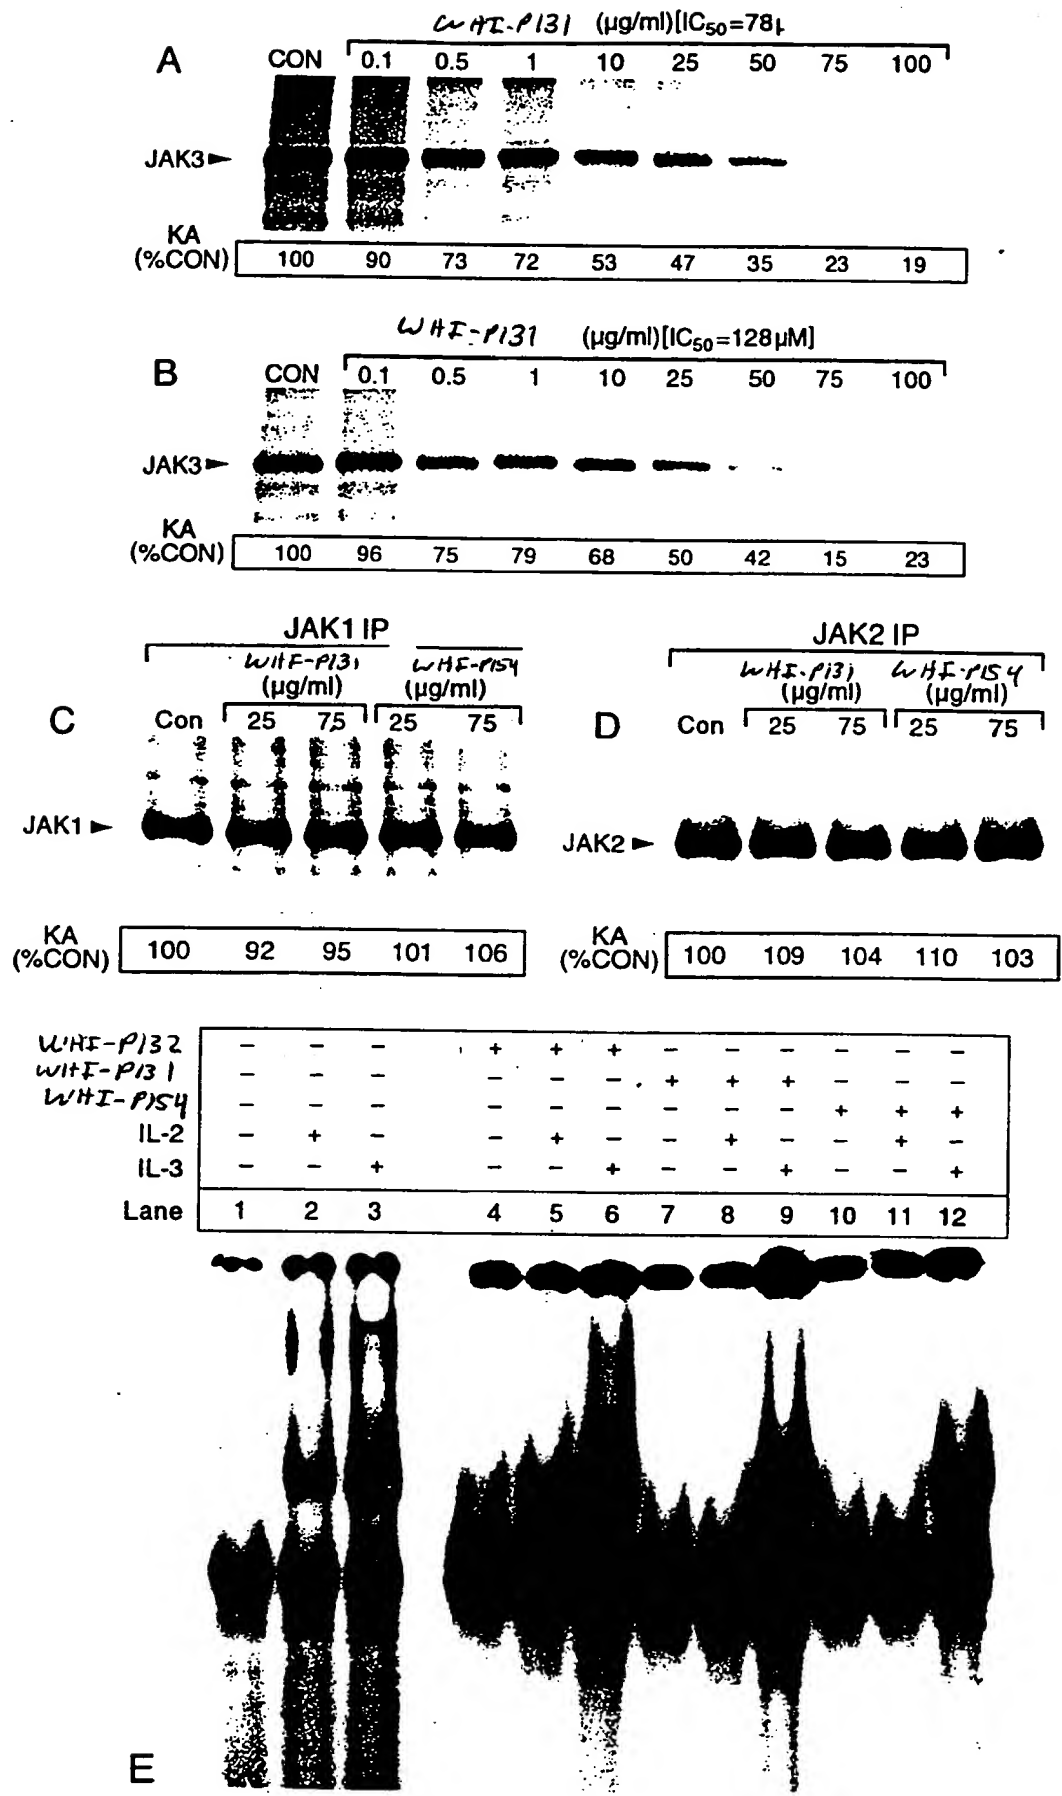 WHI-P131 (µg/ml)[IC50=78µ
A CON 0.1 0.5 1 10 25 50 75 100
JAK3
KA
(%CON) 100 90 73 72 53 47 35 23 19
WHI-P131 (µg/ml)[IC50=128µM]
B CON 0.1 0.5 1 10 25 50 75 100
JAK3
KA
(%CON) 100 96 75 79 68 50 42 15 23
JAK1 IP
WHI-P131 WHI-P154
(µg/ml) (µg/ml)
C Con 25 75 25 75
JAK1
KA
(%CON) 100 92 95 101 106
JAK2 IP
WHI-P131 WHI-P154
(µg/ml) (µg/ml)
D Con 25 75 25 75
JAK2
KA
(%CON) 100 109 104 110 103
WHI-P132 – – – + + + – – – – – –
WHI-P131 – – – – – – + + + – – –
WHI-P154 – – – – – – – – – + + +
IL-2 – + – – + – – + – – + –
IL-3 – – + – – + – – + – – +
Lane 1 2 3 4 5 6 7 8 9 10 11 12
E